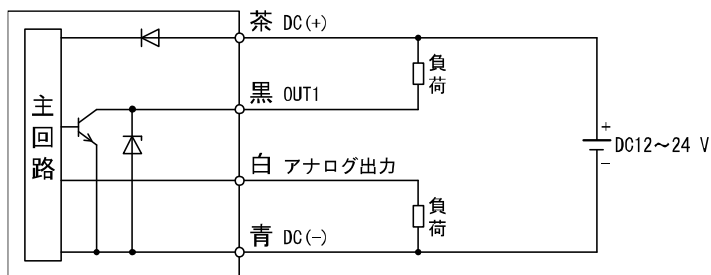 茶 DC(+)
負荷
黒 OUT1
主回路
+
DC12～24 V
-
白 アナログ出力
負荷
青 DC(-)